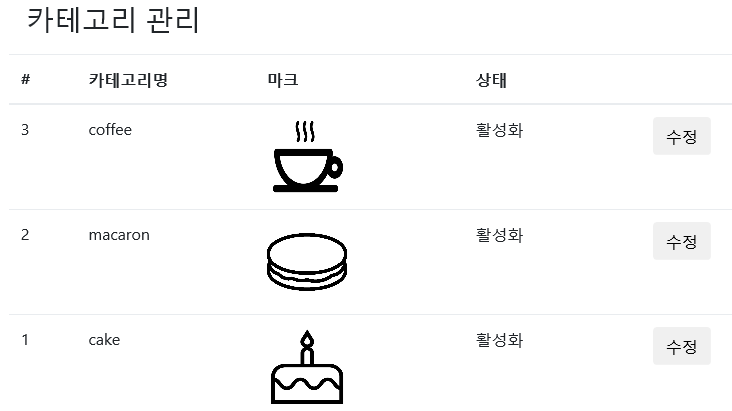 카테고리 관리
# 카테고리명 마크 상태
3 coffee 활성화 수정
2 macaron 활성화 수정
1 cake 활성화 수정